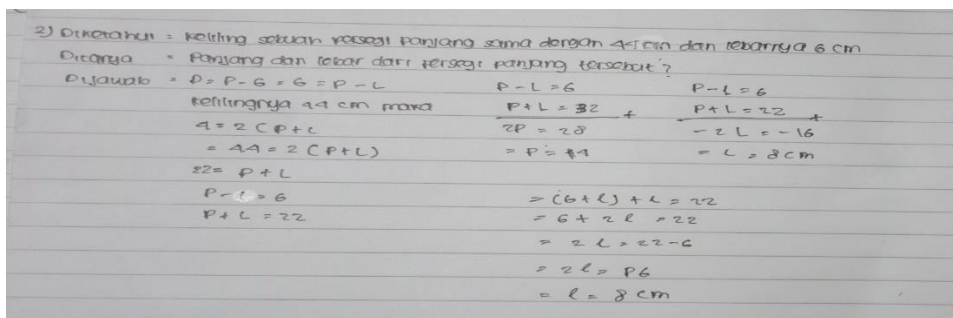 2) Diketahui = Keliling sebuah persegi panjang sama dengan 44 cm dan lebarnya 6 cm
Ditanya = Panjang dan lebar dari persegi panjang tersebut?
Dijawab = D = P - 6 = 6 = P - L
Kelilingnya 44 cm maka
4 = 2 (P + L
= 44 = 2 (P + L)
22 = P + L
P - L = 6
P + L = 22
P - L = 6
P + L = 32 +
2P = 28
= P = 14
P - L = 6
P + L = 22 +
- 2 L = - 16
= L = 8 cm
= (6 + l) + l = 22
= 6 + 2 l = 22
= 2 l = 22 - 6
= 2 l = P6
= l = 8 cm